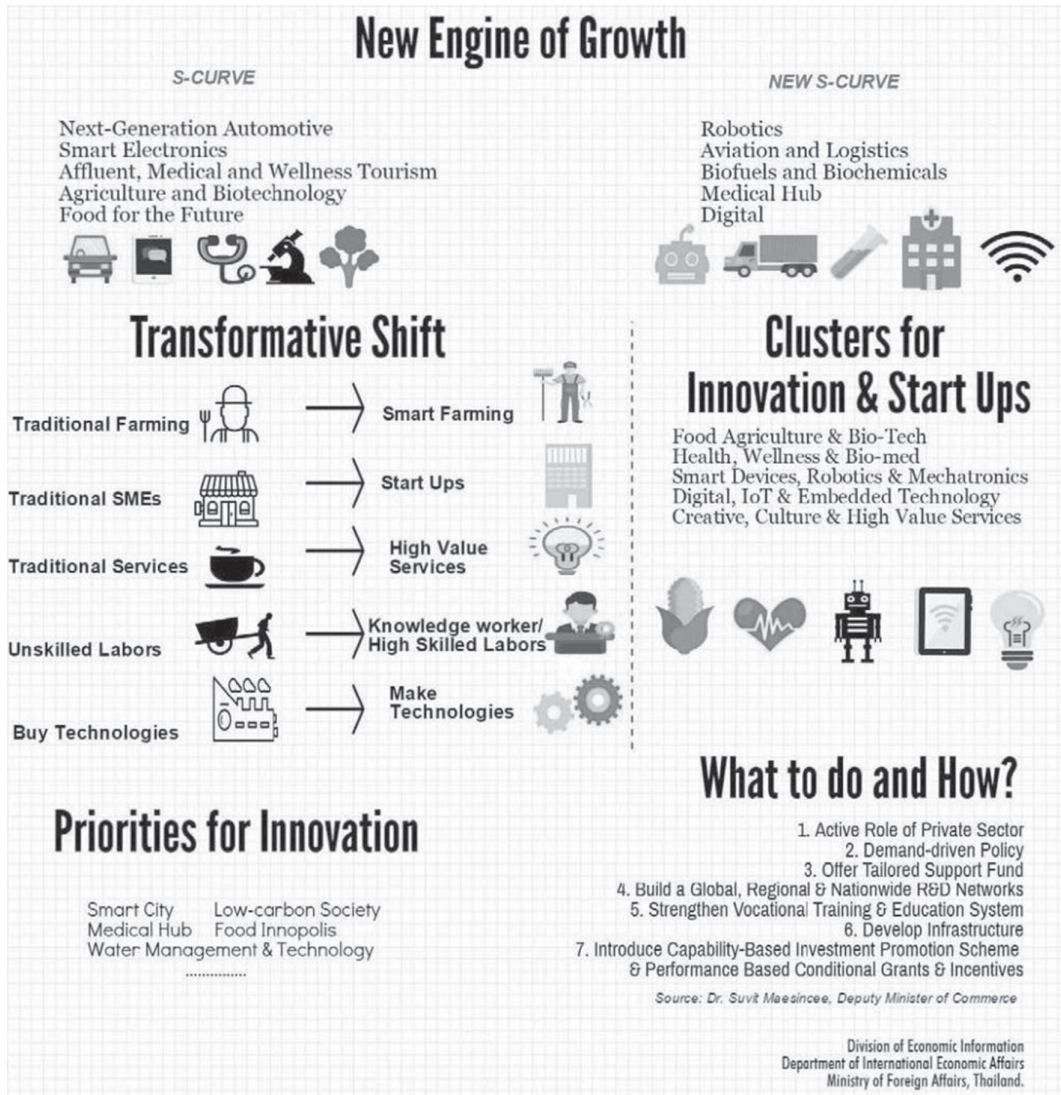 New Engine of Growth
S-CURVE
Next-Generation Automotive
Smart Electronics
Affluent, Medical and Wellness Tourism
Agriculture and Biotechnology
Food for the Future
NEW S-CURVE
Robotics
Aviation and Logistics
Biofuels and Biochemicals
Medical Hub
Digital
Transformative Shift
Traditional Farming
Smart Farming
Traditional SMEs
Start Ups
Traditional Services
High Value
Services
Unskilled Labors
Knowledge worker/
High Skilled Labors
Buy Technologies
Make
Technologies
Clusters for
Innovation & Start Ups
Food Agriculture & Bio-Tech
Health, Wellness & Bio-med
Smart Devices, Robotics & Mechatronics
Digital, IoT & Embedded Technology
Creative, Culture & High Value Services
Priorities for Innovation
Smart City Low-carbon Society
Medical Hub Food Innopolis
Water Management & Technology
...............
What to do and How?
1. Active Role of Private Sector
2. Demand-driven Policy
3. Offer Tailored Support Fund
4. Build a Global, Regional & Nationwide R&D Networks
5. Strengthen Vocational Training & Education System
6. Develop Infrastructure
7. Introduce Capability-Based Investment Promotion Scheme
& Performance Based Conditional Grants & Incentives
Source: Dr. Suvit Maesincee, Deputy Minister of Commerce
Division of Economic Information
Department of International Economic Affairs
Ministry of Foreign Affairs, Thailand.